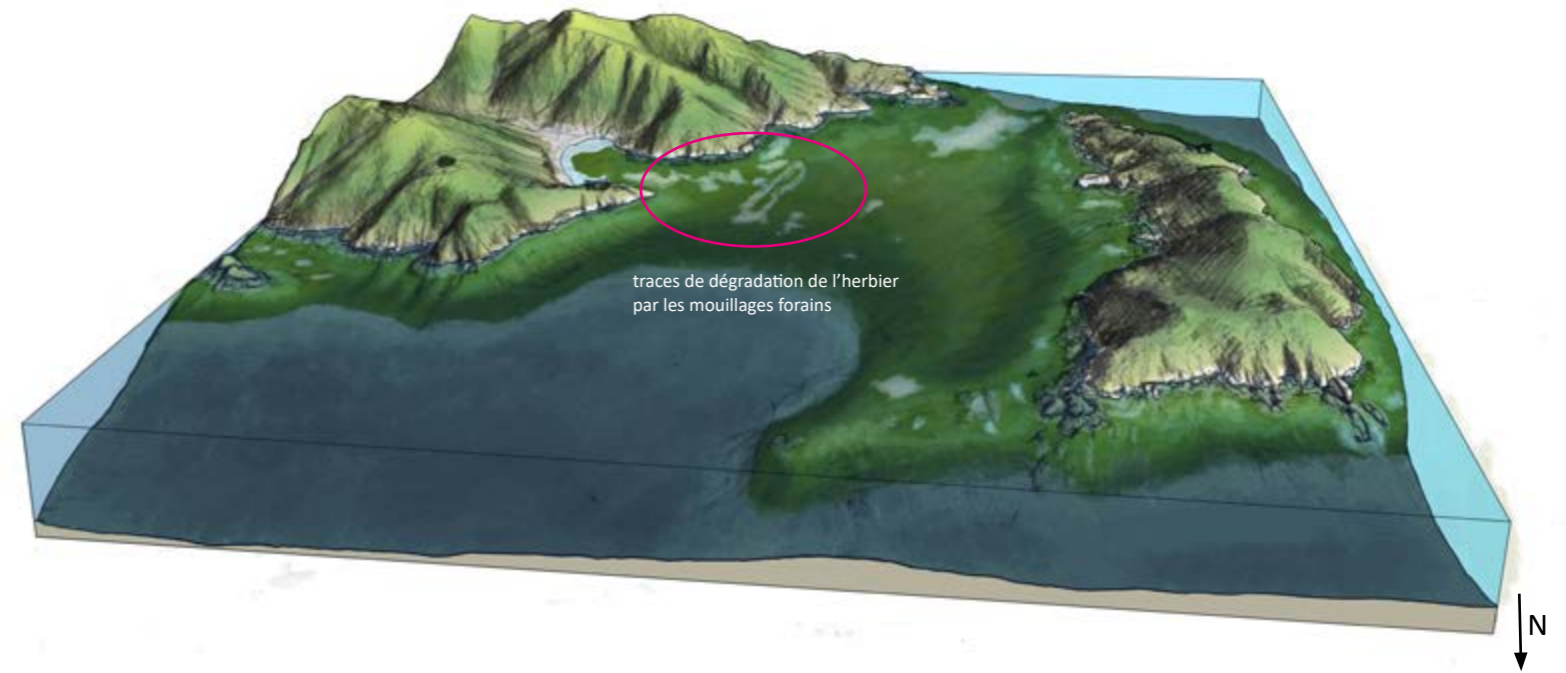 traces de dégradation de l’herbier
par les mouillages forains
N